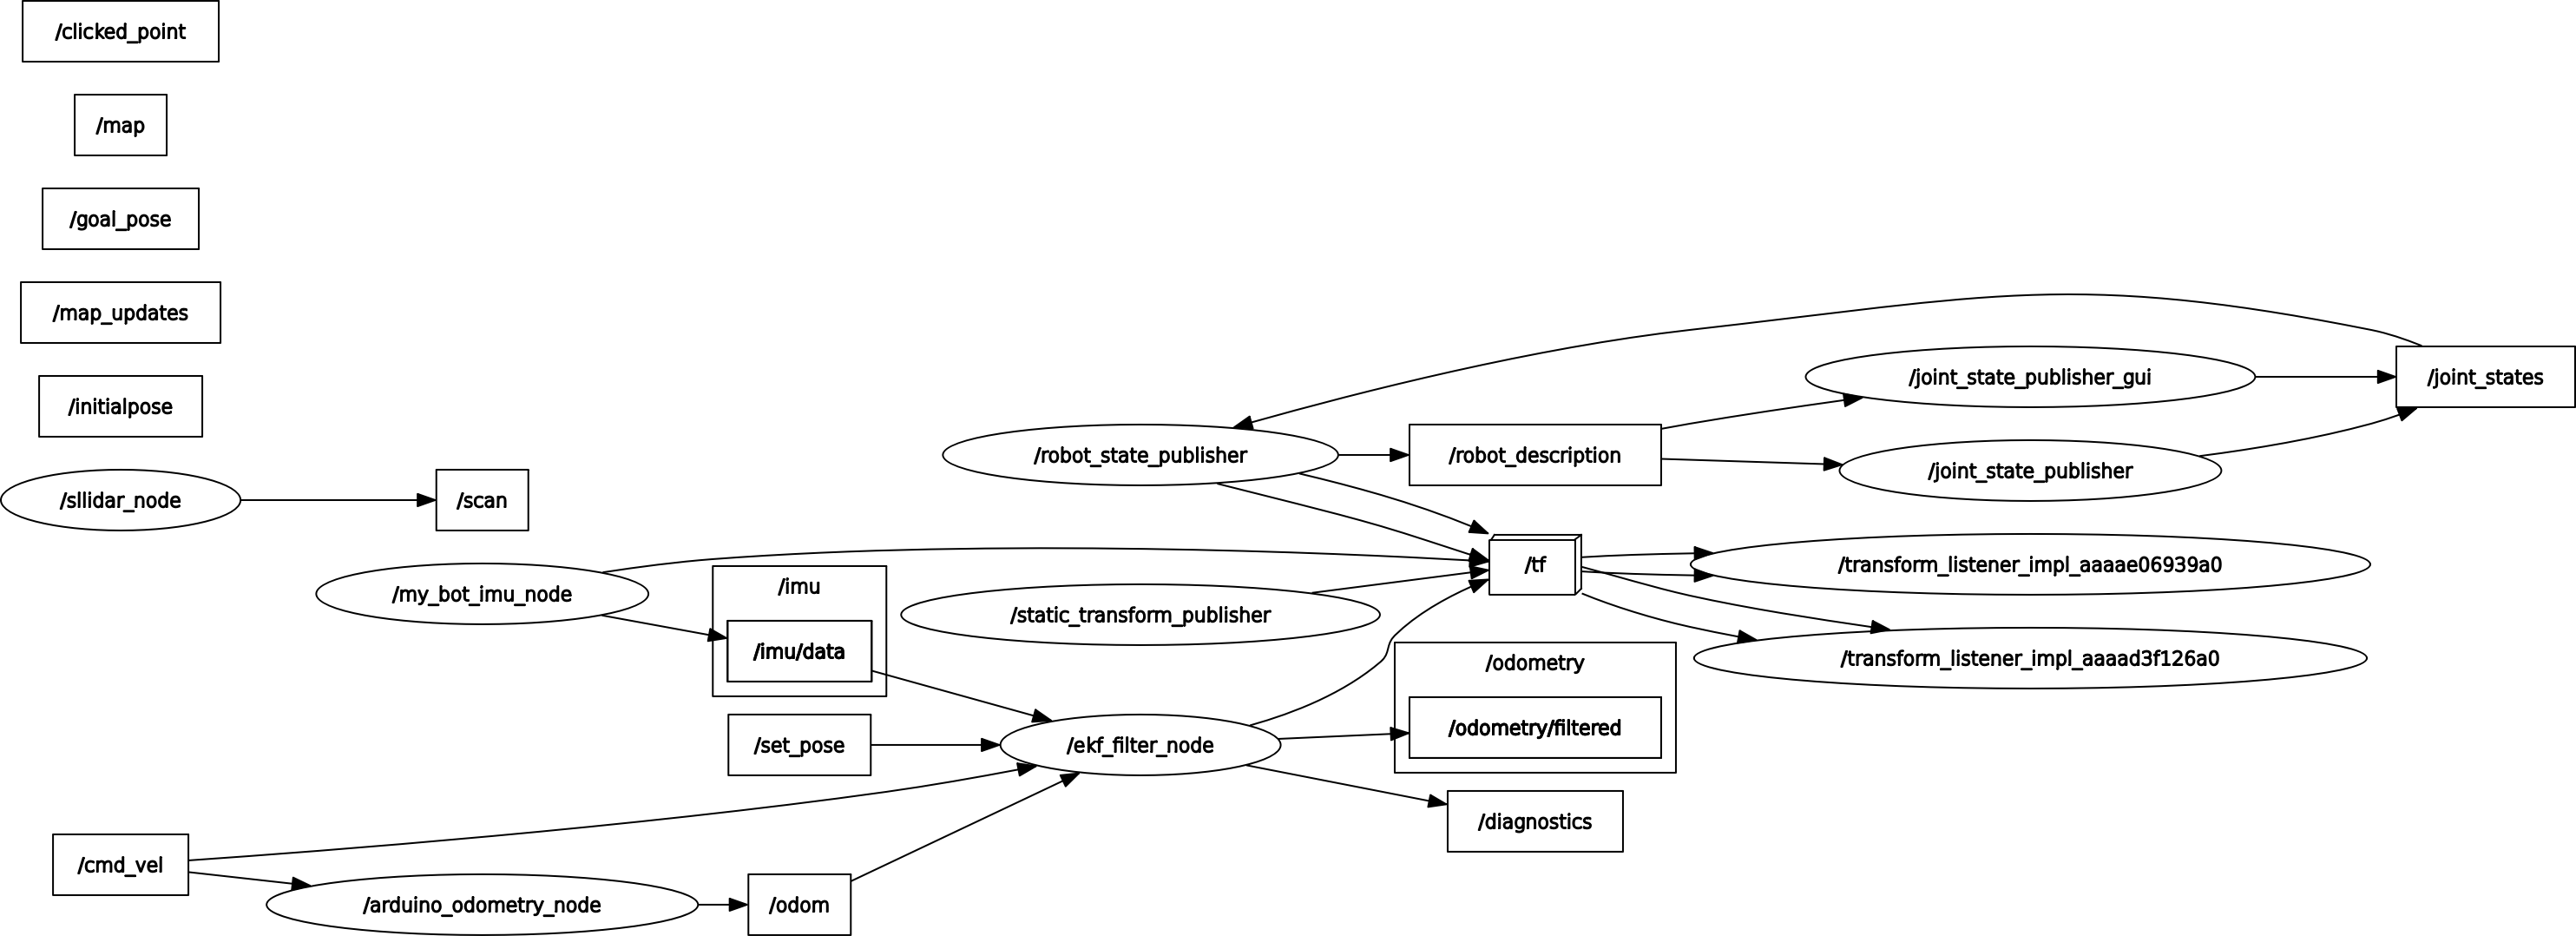 /clicked_point
/map
/goal_pose
/map_updates
/initialpose
/sllidar_node
/scan
/my_bot_imu_node
/imu
/imu/data
/set_pose
/cmd_vel
/arduino_odometry_node
/odom
/robot_state_publisher
/static_transform_publisher
/ekf_filter_node
/robot_description
/tf
/odometry
/odometry/filtered
/diagnostics
/joint_state_publisher_gui
/joint_state_publisher
/transform_listener_impl_aaaae06939a0
/transform_listener_impl_aaaad3f126a0
/joint_states